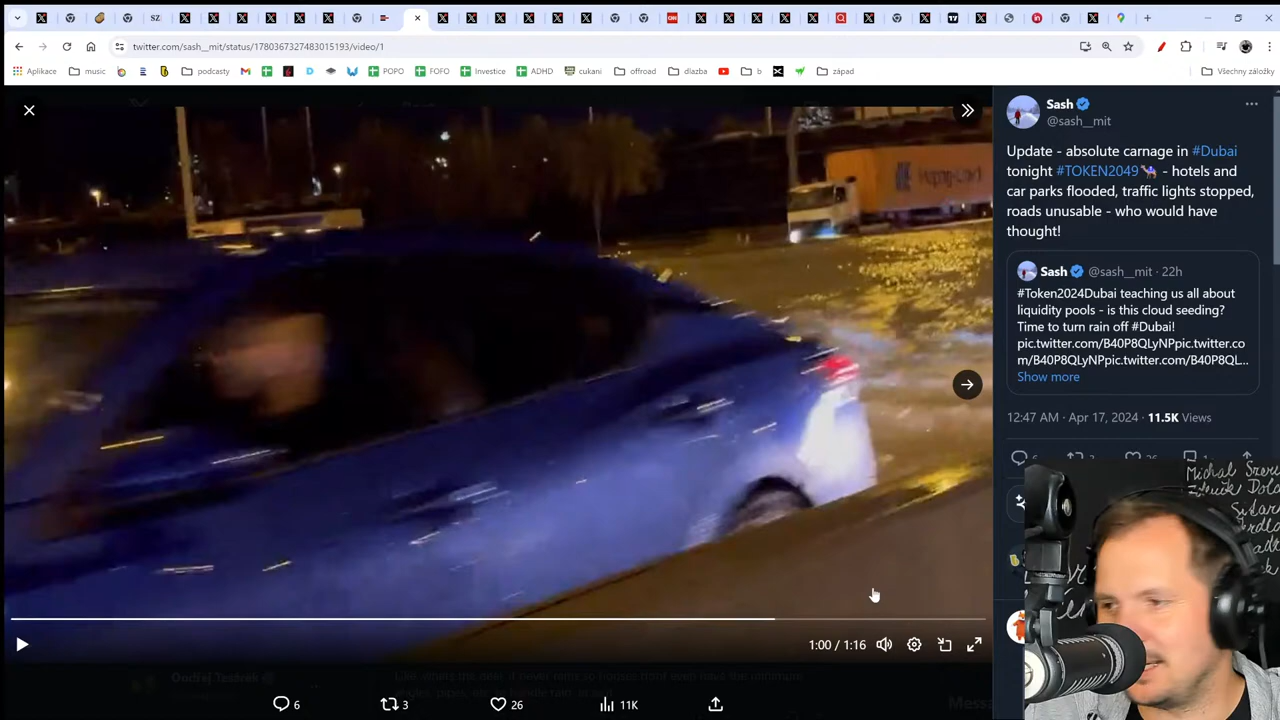 twitter.com/sash__mit/status/1780367327483015193/video/1
Aplikace
music
podcasty
POPO
FOFO
Investice
ADHD
cukani
offroad
dlazba
b
západ
Všechny záložky
Sash
@sash__mit
Update - absolute carnage in #Dubai
tonight #TOKEN2049🐪 - hotels and
car parks flooded, traffic lights stopped,
roads unusable - who would have
thought!
Sash @sash__mit · 22h
#Token2024Dubai teaching us all about
liquidity pools - is this cloud seeding?
Time to turn rain off #Dubai!
pic.twitter.com/B40P8QLyNPpic.twitter.co
m/B40P8QLyNPpic.twitter.com/B40P8QL...
Show more
12:47 AM · Apr 17, 2024 · 11.5K Views
1:00 / 1:16
6
3
26
11K